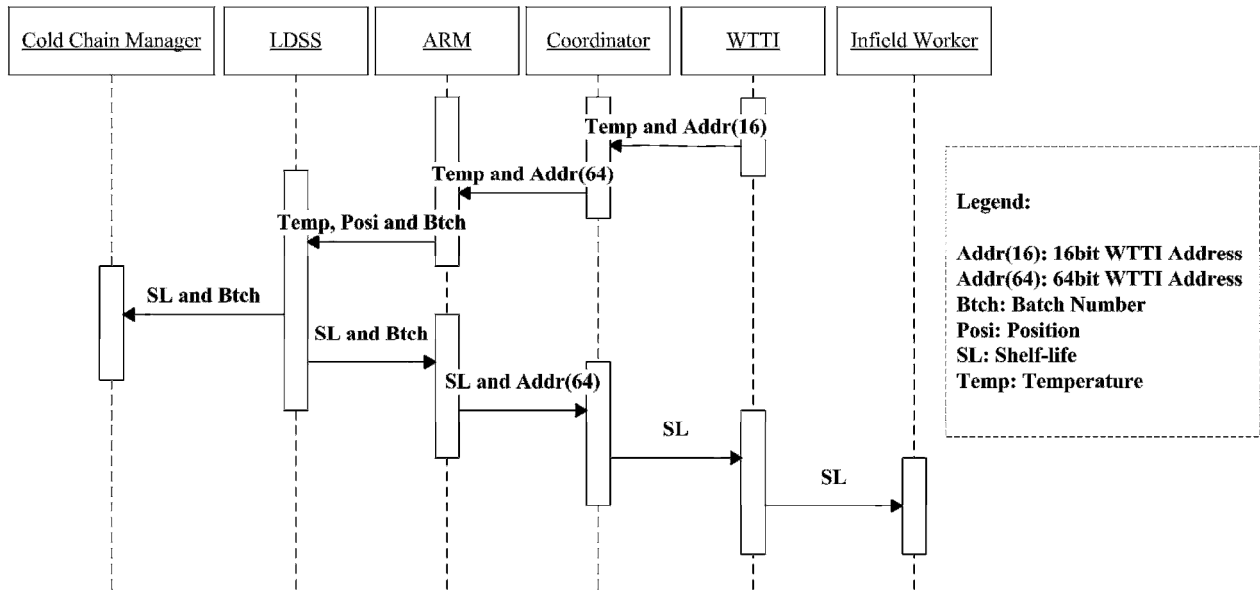 Cold Chain Manager
LDSS
ARM
Coordinator
WTTI
Infield Worker
Temp and Addr(16)
Temp and Addr(64)
Temp, Posi and Btch
SL and Btch
SL and Btch
SL and Addr(64)
SL
SL
Legend:
Addr(16): 16bit WTTI Address
Addr(64): 64bit WTTI Address
Btch: Batch Number
Posi: Position
SL: Shelf-life
Temp: Temperature